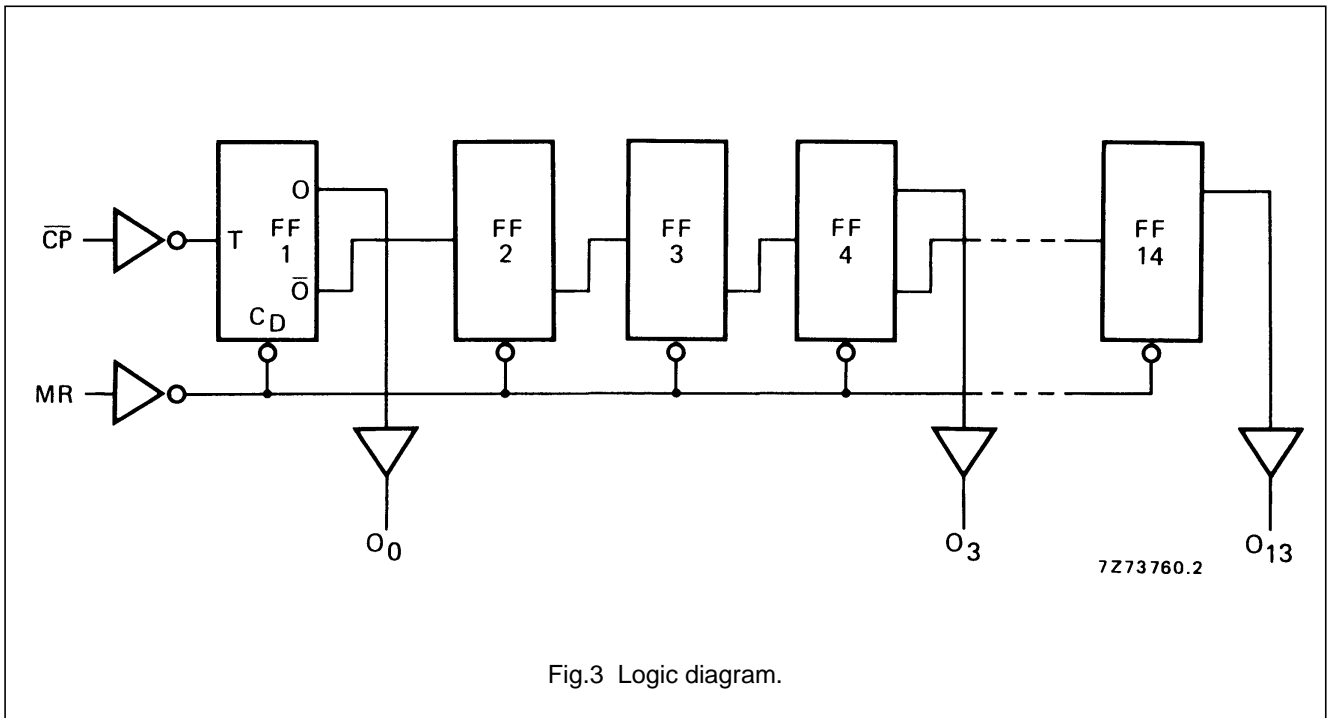 O
C̅P̅
T
FF
1
FF
2
FF
3
FF
4
FF
14
O̅
C_D
MR
O_0
O_3
O_13
7Z73760.2
Fig.3 Logic diagram.